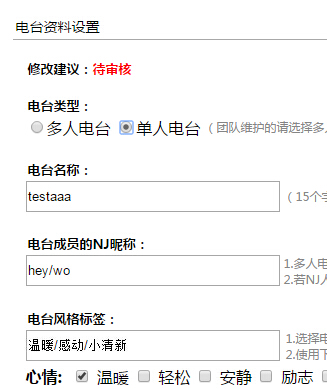 电台资料设置
修改建议：待审核
电台类型：
多人电台 单人电台 （团队维护的请选择多
电台名称：
testaaa （15个字
电台成员的NJ昵称：
hey/wo 1.多人电
2.若NJ人
电台风格标签：
温暖/感动/小清新 1.选择电
2.使用下
心情: 温暖 轻松 安静 励志